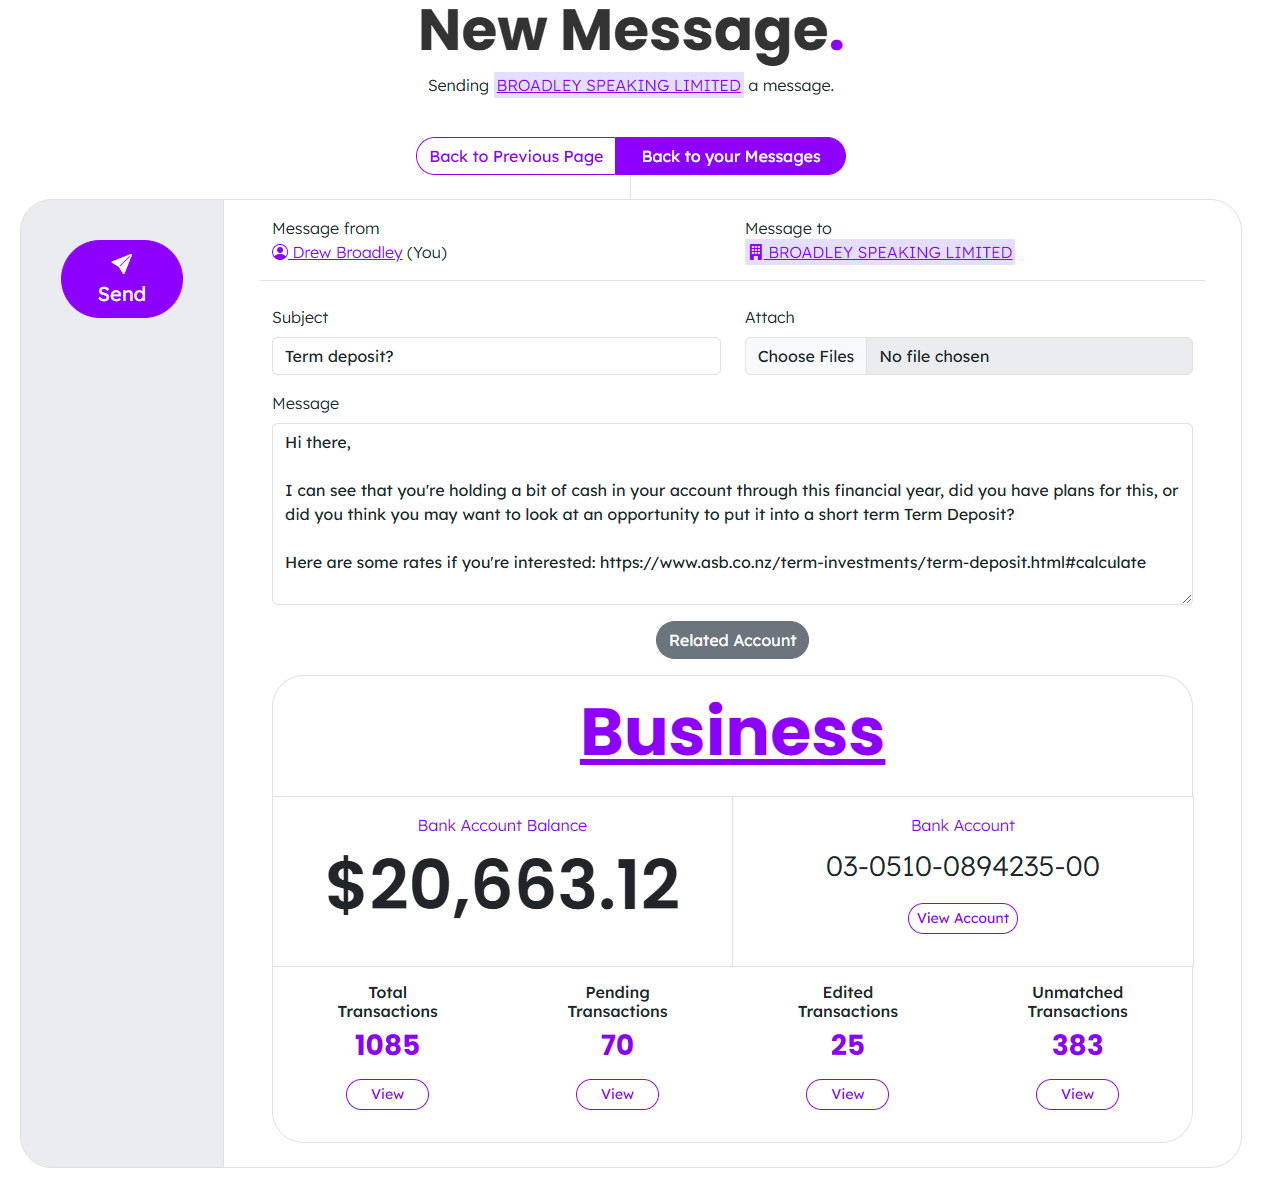 New Message.
Sending BROADLEY SPEAKING LIMITED a message.
Back to Previous Page Back to your Messages
Send
Message from
Drew Broadley (You)
Message to
BROADLEY SPEAKING LIMITED
Subject
Term deposit?
Attach
Choose Files No file chosen
Message
Hi there,
I can see that you're holding a bit of cash in your account through this financial year, did you have plans for this, or
did you think you may want to look at an opportunity to put it into a short term Term Deposit?
Here are some rates if you're interested: https://www.asb.co.nz/term-investments/term-deposit.html#calculate
Related Account
Business
Bank Account Balance
$20,663.12
Bank Account
03-0510-0894235-00
View Account
Total
Transactions
1085
View
Pending
Transactions
70
View
Edited
Transactions
25
View
Unmatched
Transactions
383
View